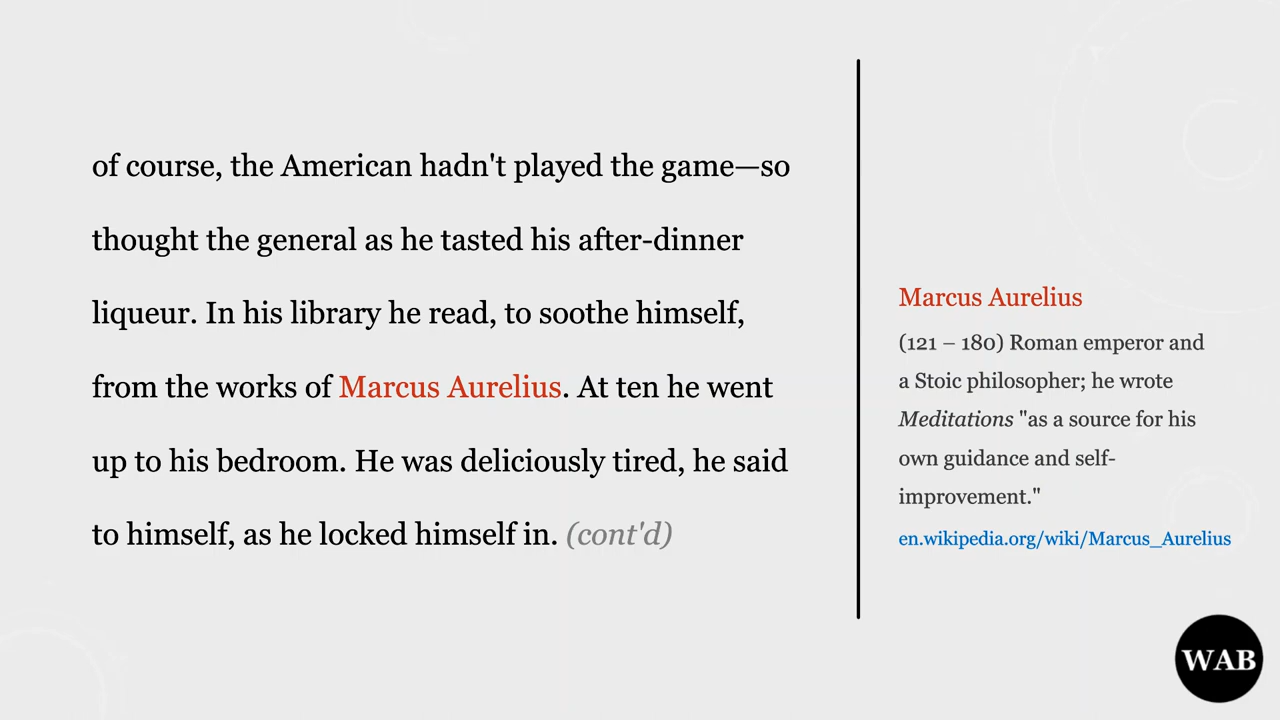 of course, the American hadn't played the game—so
thought the general as he tasted his after-dinner
liqueur. In his library he read, to soothe himself,
from the works of Marcus Aurelius. At ten he went
up to his bedroom. He was deliciously tired, he said
to himself, as he locked himself in. (cont'd)
Marcus Aurelius
(121 – 180) Roman emperor and
a Stoic philosopher; he wrote
Meditations "as a source for his
own guidance and self-
improvement."
en.wikipedia.org/wiki/Marcus_Aurelius
WAB